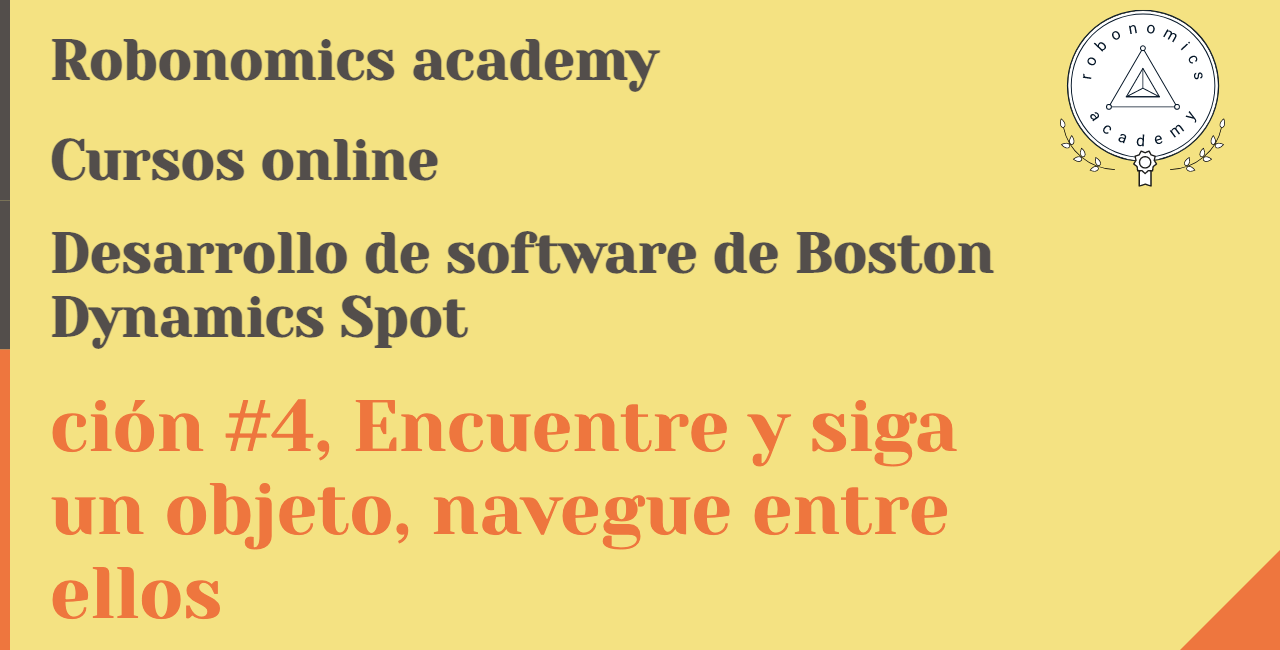 Robonomics academy
robonomics
academy
Cursos online
Desarrollo de software de Boston
Dynamics Spot
ción #4, Encuentre y siga
un objeto, navegue entre
ellos